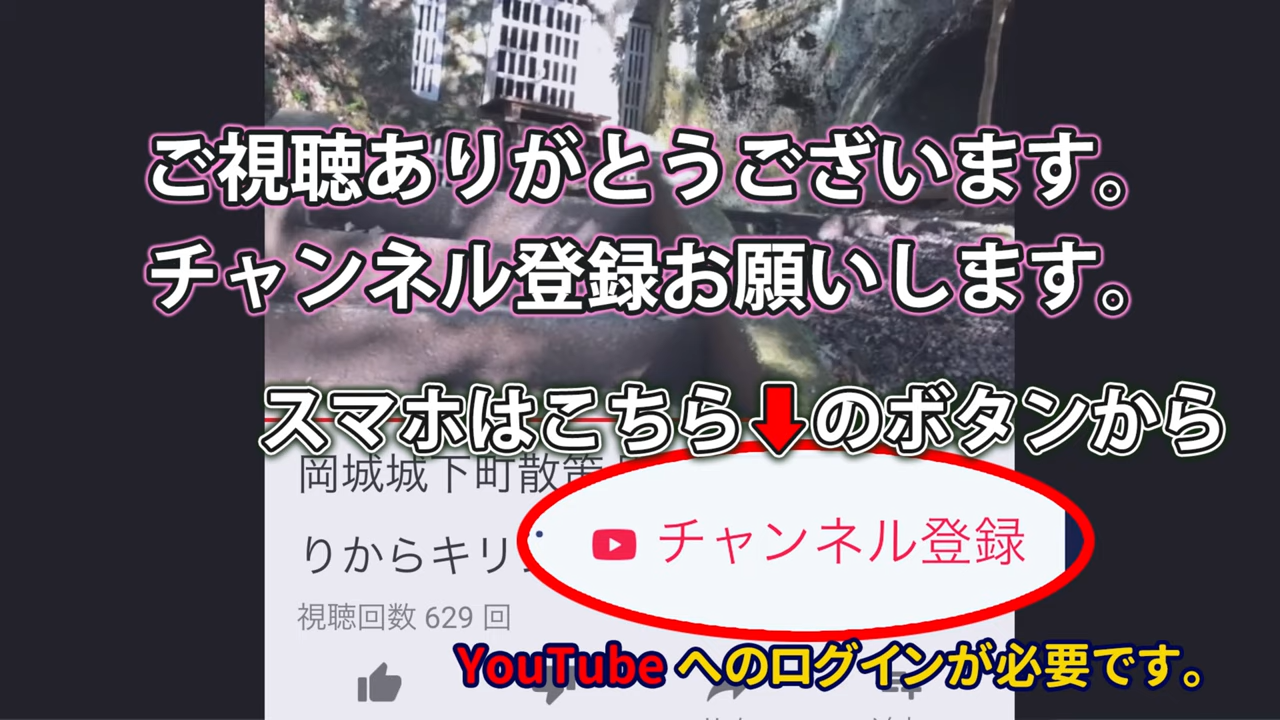 ご視聴ありがとうございます。
チャンネル登録お願いします。
スマホはこちら⬇のボタンから
岡城城下町散策
りからキリ
チャンネル登録
視聴回数 629 回
YouTube へのログインが必要です。